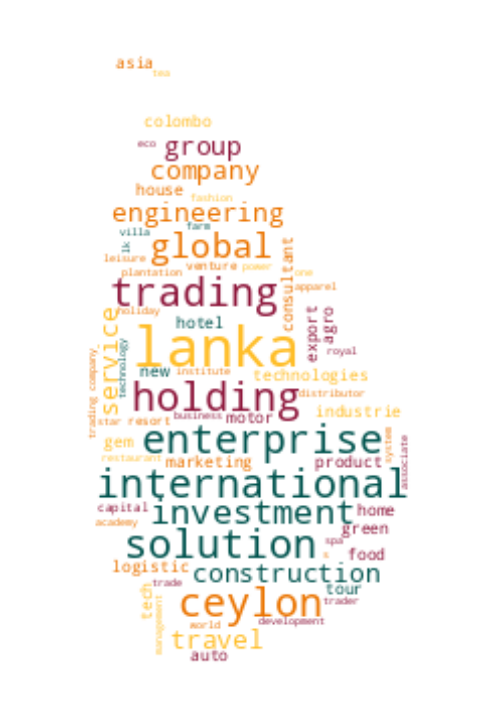 asia
tea
colombo
eco group
company
house
fashion
engineering
villa farm
lk global
leisure venture power
plantation one
consultant
trading apparel
holiday
service
hotel
export
agro
lanka
royal
technology
new institute technologies
trading company
holding distributor
business motor industrie
star resort
gem enterprise
restaurant marketing product
system
associate
international
capital investment home
academy green
solution spa
s food
logistic construction
trade tour
tech
management
ceylon trader
world development
travel
auto